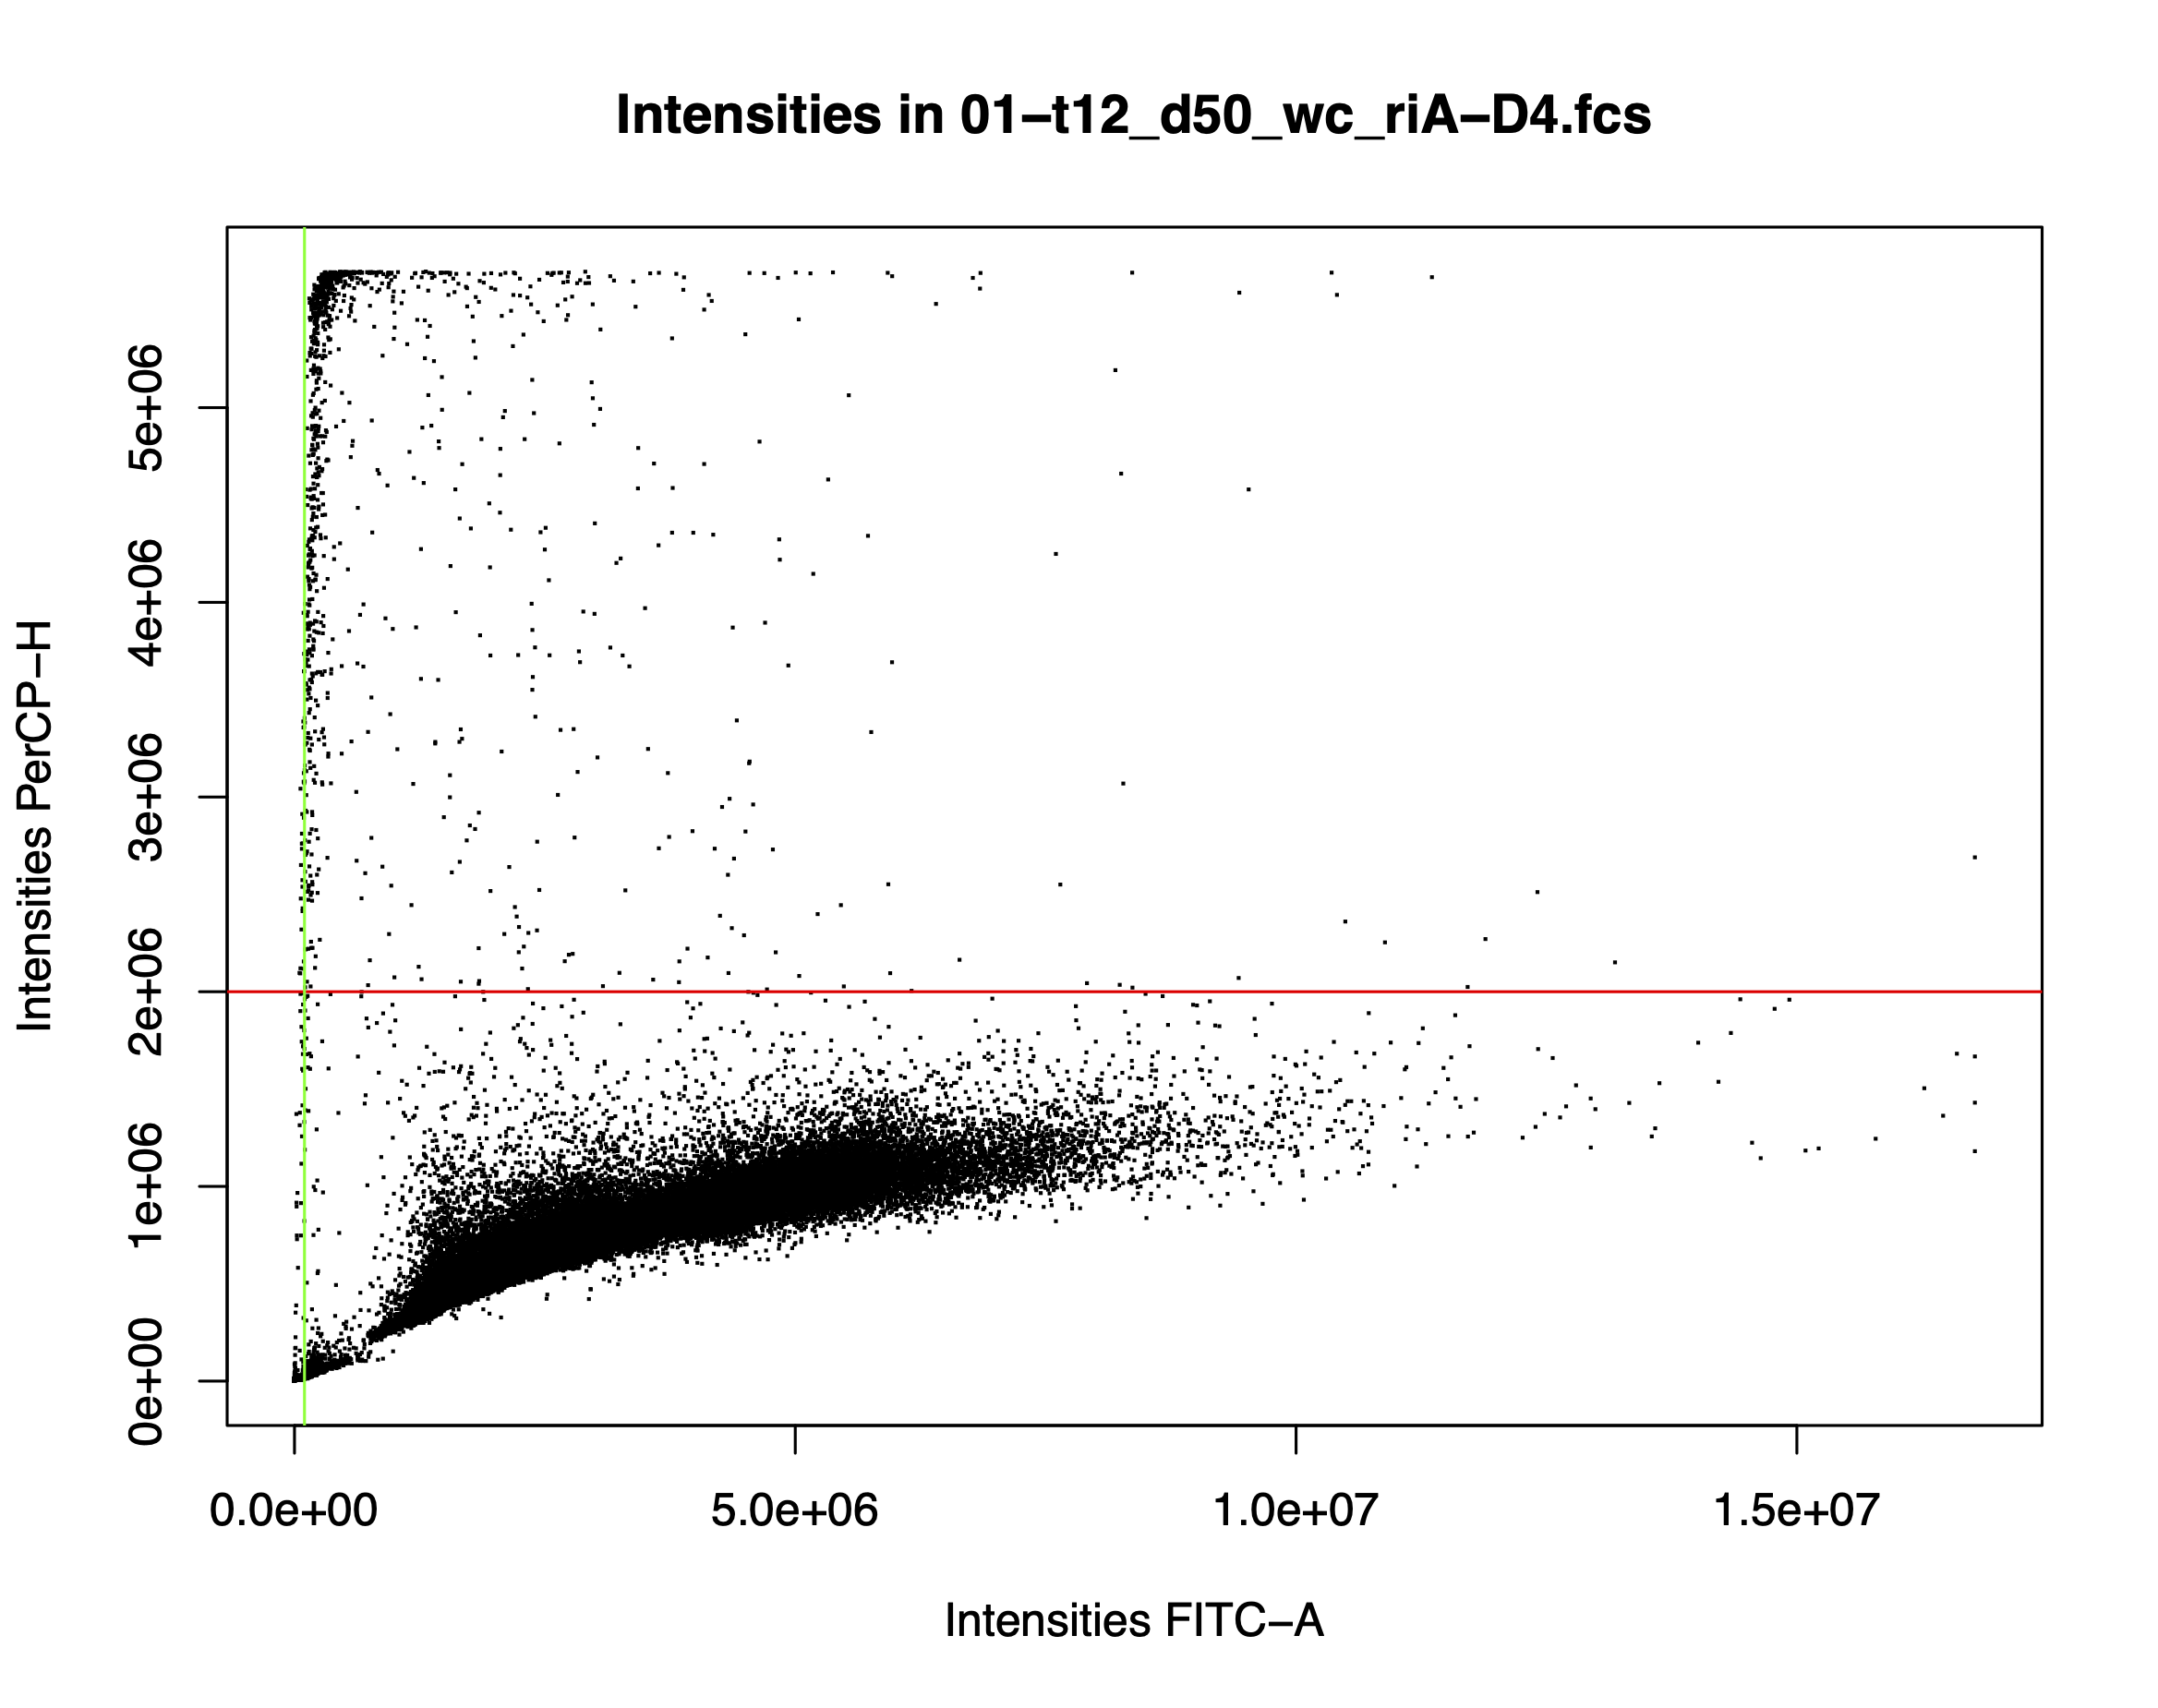 Intensities in 01−t12_d50_wc_riA−D4.fcs
Intensities PerCP−H
5e+06
4e+06
3e+06
2e+06
1e+06
0e+00
0.0e+00 5.0e+06 1.0e+07 1.5e+07
Intensities FITC−A